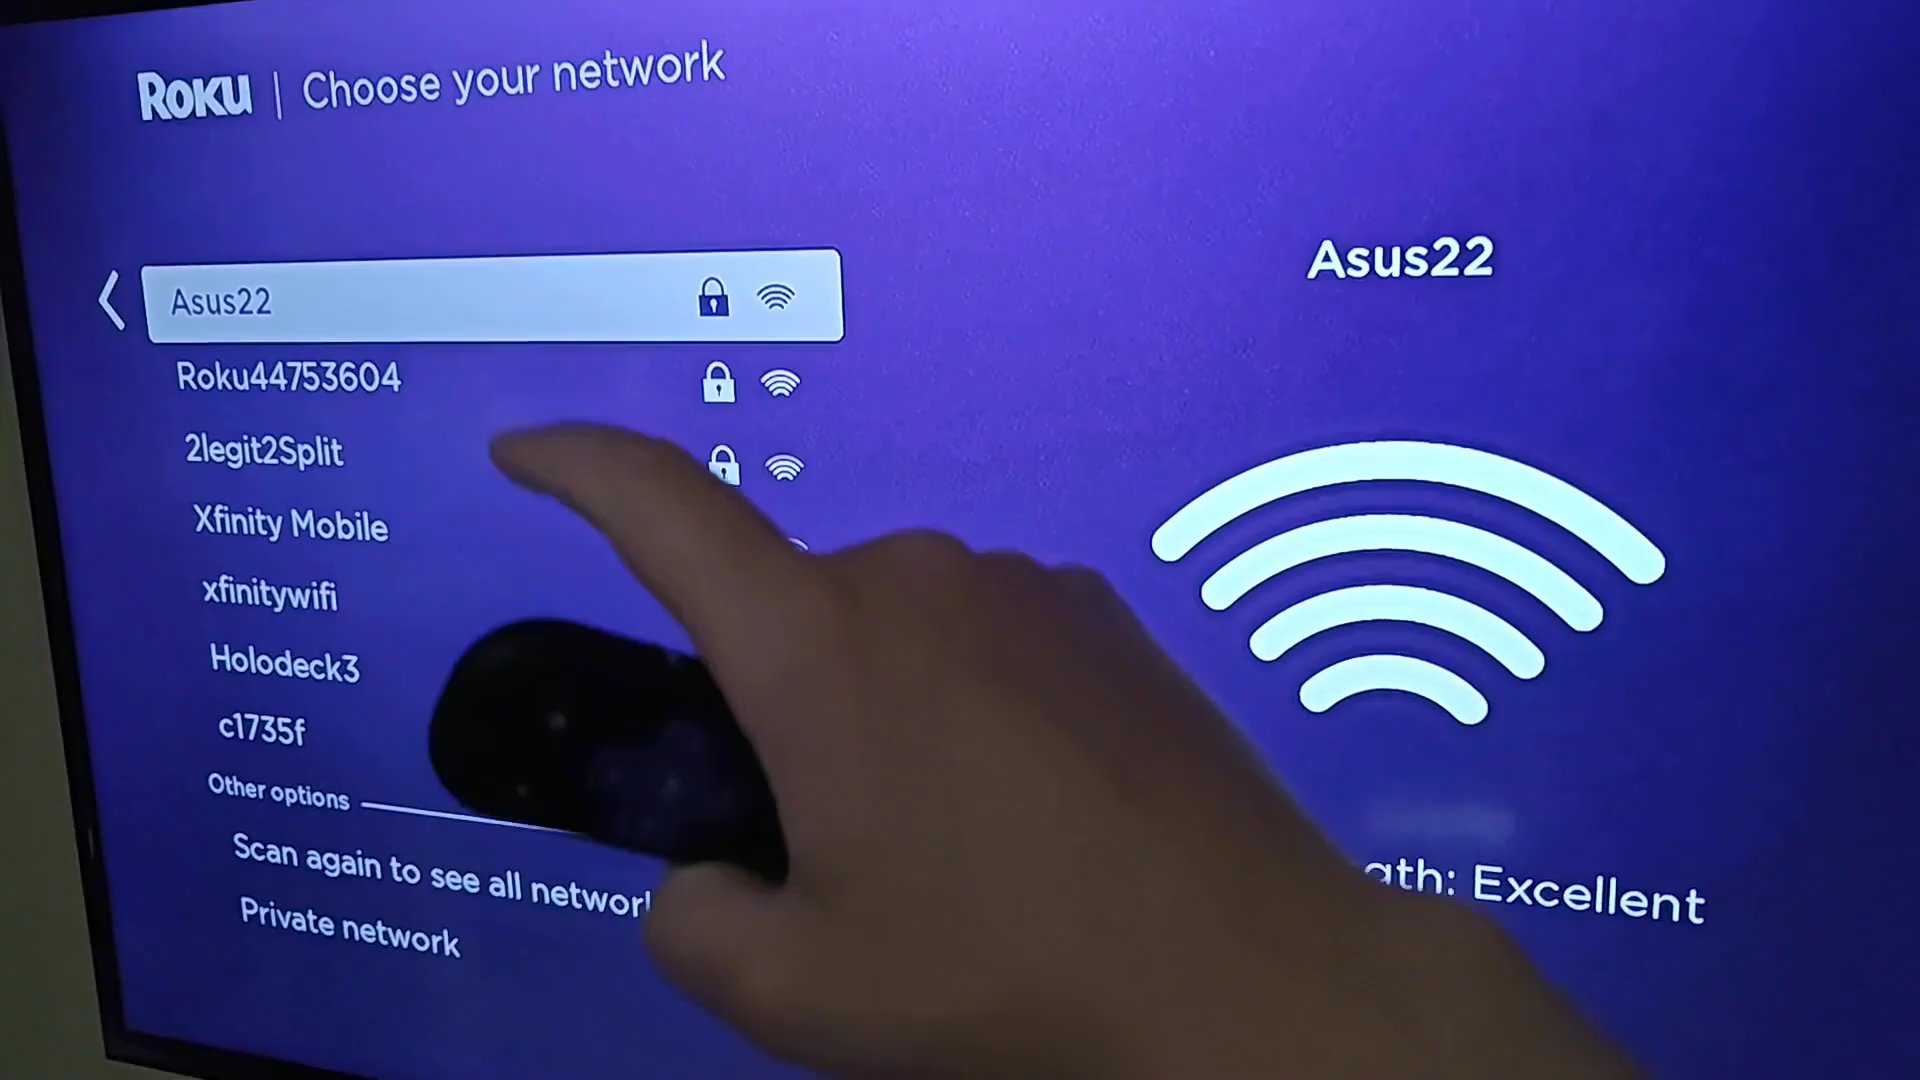 ROKU | Choose your network
Asus22
Roku44753604
2legit2Split
Xfinity Mobile
xfinitywifi
Holodeck3
c1735f
Other options
Scan again to see all
Private network
Asus22
Excellent